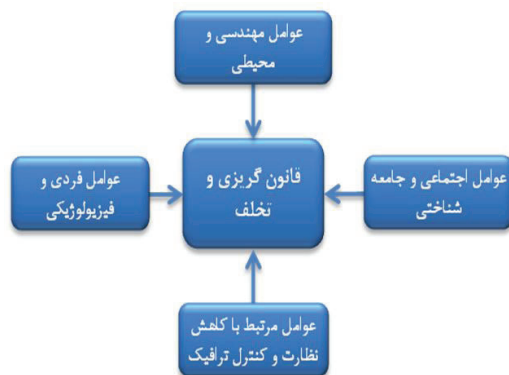 عوامل مهندسی و
محیطی
عوامل اجتماعی و جامعه
شناختی
قانون گریزی و
تخلف
عوامل فردی و
فیزیولوژیکی
عوامل مرتبط با کاهش
نظارت و کنترل ترافیک